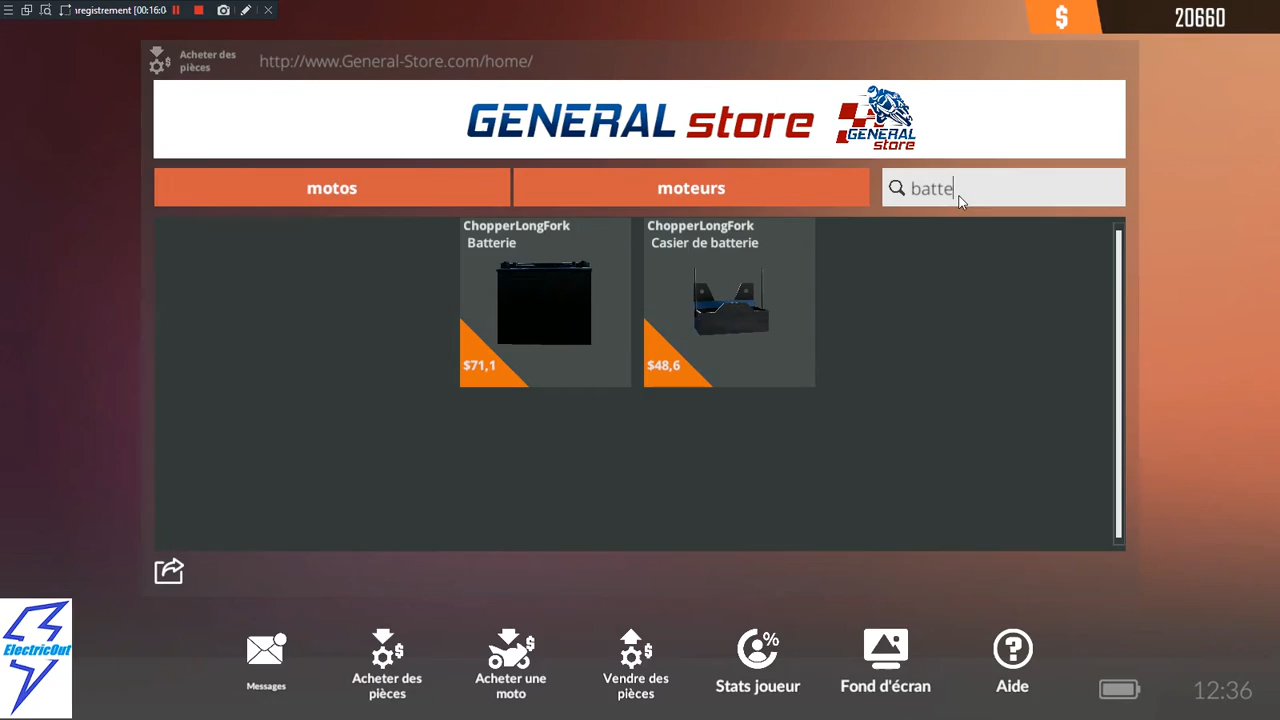 nregistrement [00:16:0
$ 20660
Acheter des
pièces
http://www.General-Store.com/home/
GENERAL store
GENERAL
store
motos
moteurs
batte
ChopperLongFork
Batterie
$71,1
ChopperLongFork
Casier de batterie
$48,6
ElectricOut
Messages
Acheter des
pièces
Acheter une
moto
Vendre des
pièces
Stats joueur
Fond d'écran
Aide
12:36